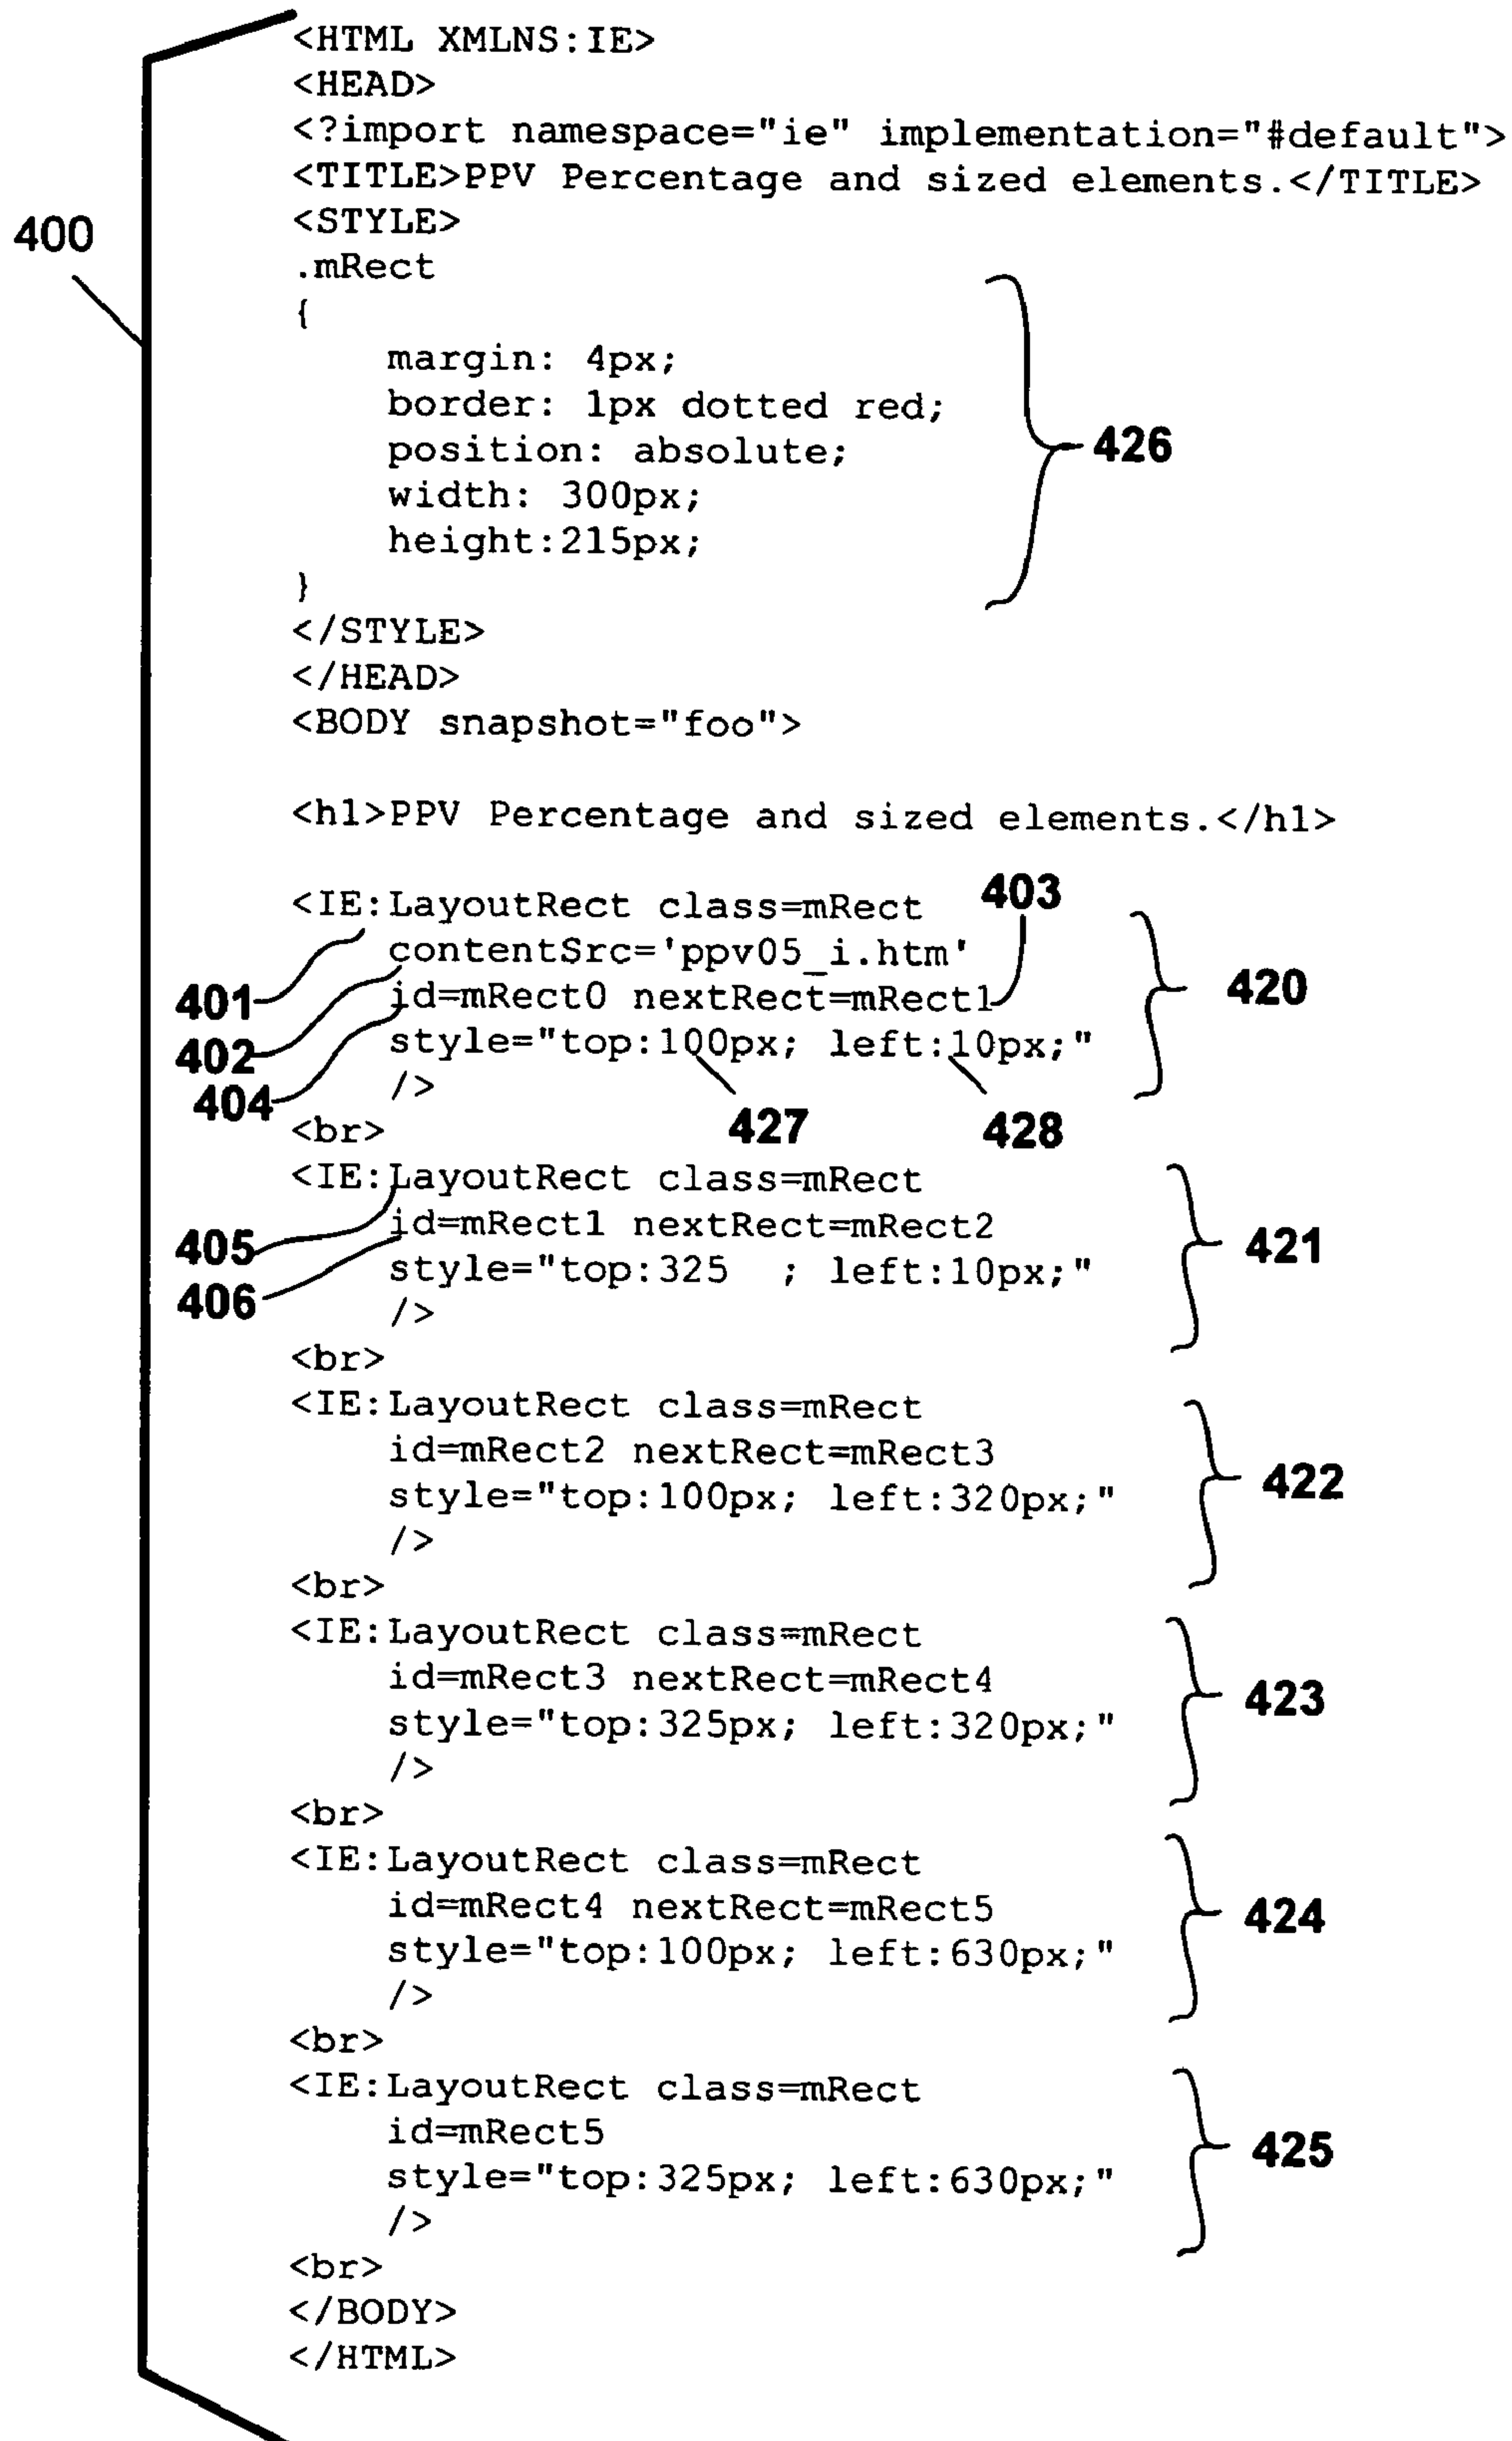 <HTML XMLNS:IE>
<HEAD>
<?import namespace="ie" implementation="#default">
<TITLE>PPV Percentage and sized elements.</TITLE>
<STYLE>
400
.mRect
{
margin: 4px;
border: 1px dotted red;
position: absolute;
426
width: 300px;
height:215px;
}
</STYLE>
</HEAD>
<BODY snapshot="foo">
<h1>PPV Percentage and sized elements.</h1>
<IE:LayoutRect class=mRect
403
contentSrc='ppv05_i.htm'
401
id=mRect0 nextRect=mRect1
420
402
style="top:100px; left:10px;"
404
/>
427
428
<br>
<IE:LayoutRect class=mRect
405
id=mRect1 nextRect=mRect2
421
406
style="top:325 ; left:10px;"
/>
<br>
<IE:LayoutRect class=mRect
id=mRect2 nextRect=mRect3
422
style="top:100px; left:320px;"
/>
<br>
<IE:LayoutRect class=mRect
id=mRect3 nextRect=mRect4
423
style="top:325px; left:320px;"
/>
<br>
<IE:LayoutRect class=mRect
id=mRect4 nextRect=mRect5
424
style="top:100px; left:630px;"
/>
<br>
<IE:LayoutRect class=mRect
id=mRect5
425
style="top:325px; left:630px;"
/>
<br>
</BODY>
</HTML>